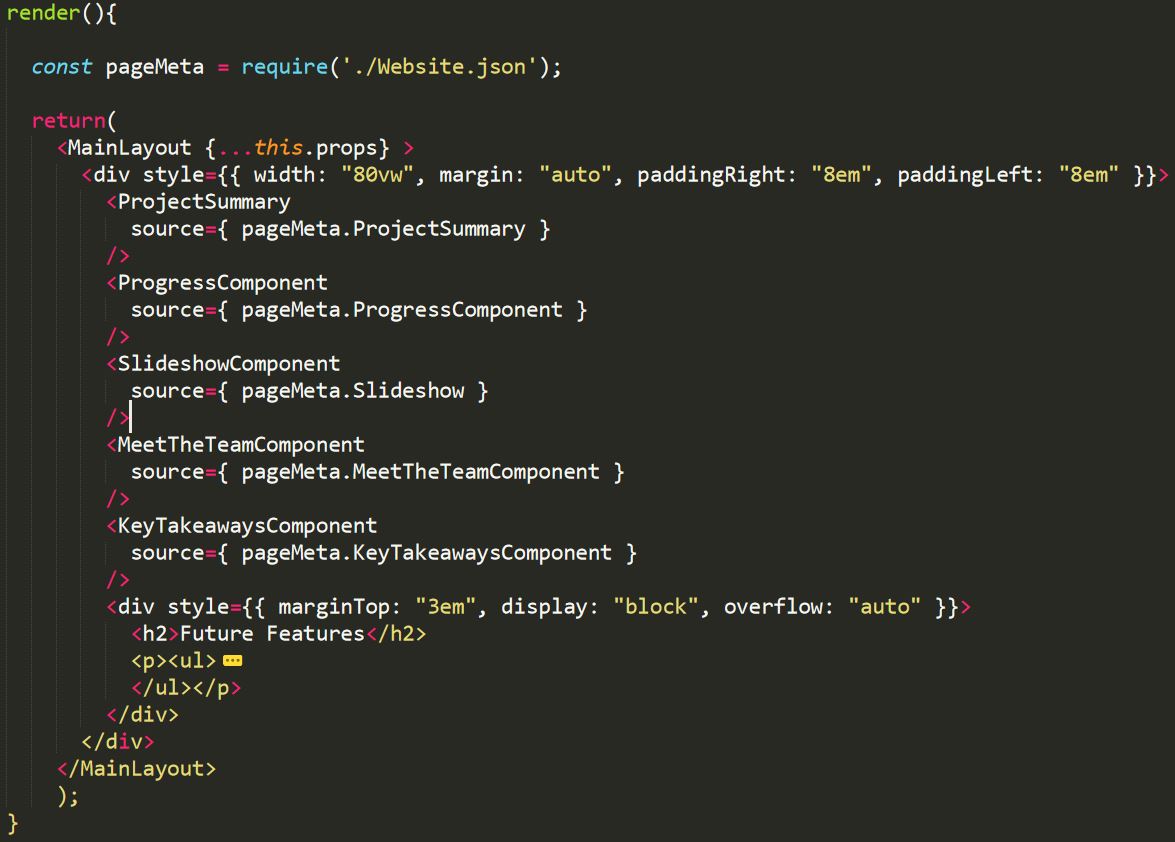 render(){
const pageMeta = require('./Website.json');
return(
<MainLayout {...this.props} >
<div style={{ width: "80vw", margin: "auto", paddingRight: "8em", paddingLeft: "8em" }}>
<ProjectSummary
source={ pageMeta.ProjectSummary }
/>
<ProgressComponent
source={ pageMeta.ProgressComponent }
/>
<SlideshowComponent
source={ pageMeta.Slideshow }
/>
<MeetTheTeamComponent
source={ pageMeta.MeetTheTeamComponent }
/>
<KeyTakeawaysComponent
source={ pageMeta.KeyTakeawaysComponent }
/>
<div style={{ marginTop: "3em", display: "block", overflow: "auto" }}>
<h2>Future Features</h2>
<p><ul>
</ul></p>
</div>
</div>
</MainLayout>
);
}